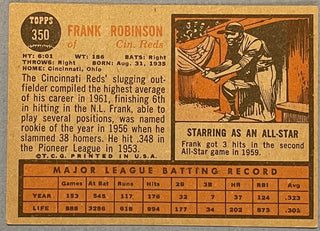 TOPPS
350
FRANK ROBINSON
of Cin. Reds
HT: 6:01 WT: 186 BATS: Right
THROWS: Right BORN: Aug. 31, 1935
HOME: Cincinnati, Ohio
The Cincinnati Reds' slugging out-
fielder compiled the highest average
of his career in 1961, finishing 6th
in hitting in the N.L. Frank, able to
play several positions, was named
rookie of the year in 1956 when he
slammed 38 homers. He hit .348 in
the Pioneer League in 1953.
©T.C.G. PRINTED IN U.S.A.
STARRING AS AN ALL-STAR
Frank got 3 hits in the second
All-Star game in 1959.
MAJOR LEAGUE BATTING RECORD
Games At Bat Runs Hits 2B 3B HR RBI Avg.
YEAR 153 545 117 176 32 7 37 124 .323
LIFE 888 3286 618 994 177 34 202 573 .303